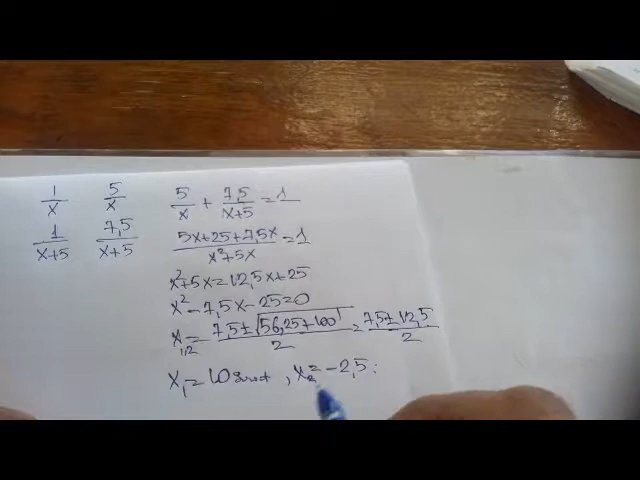 1/x 5/x 5/x + 7,5/(x+5) = 1
1/(x+5) 7,5/(x+5) (5x+25+7,5x)/(x²+5x) = 1
x²+5x=12,5x+25
x²-7,5x-25=0
x₁,₂= (7,5±√(56,25+100))/2 = (7,5±12,5)/2
x₁=10 , x₂=-2,5: